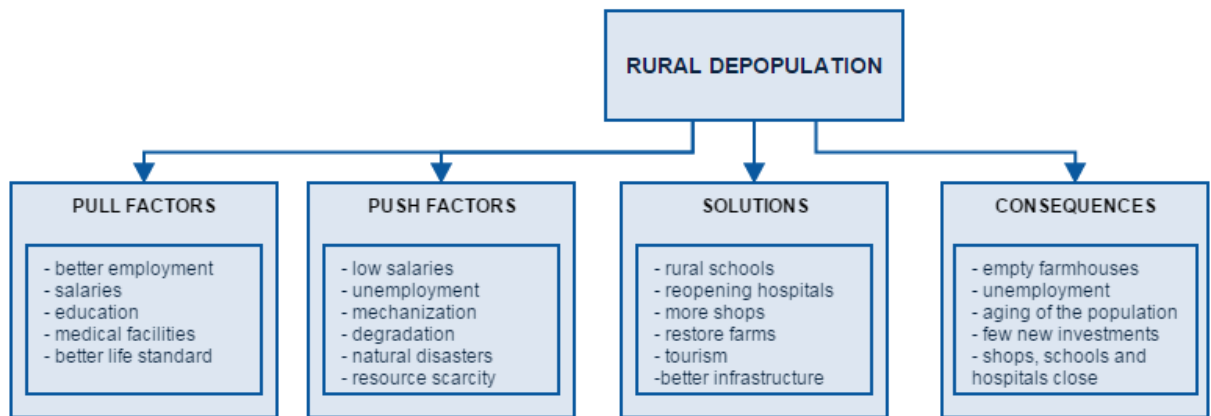 RURAL DEPOPULATION
PULL FACTORS
- better employment
- salaries
- education
- medical facilities
- better life standard
PUSH FACTORS
- low salaries
- unemployment
- mechanization
- degradation
- natural disasters
- resource scarcity
SOLUTIONS
- rural schools
- reopening hospitals
- more shops
- restore farms
- tourism
-better infrastructure
CONSEQUENCES
- empty farmhouses
- unemployment
- aging of the population
- few new investments
- shops, schools and
hospitals close